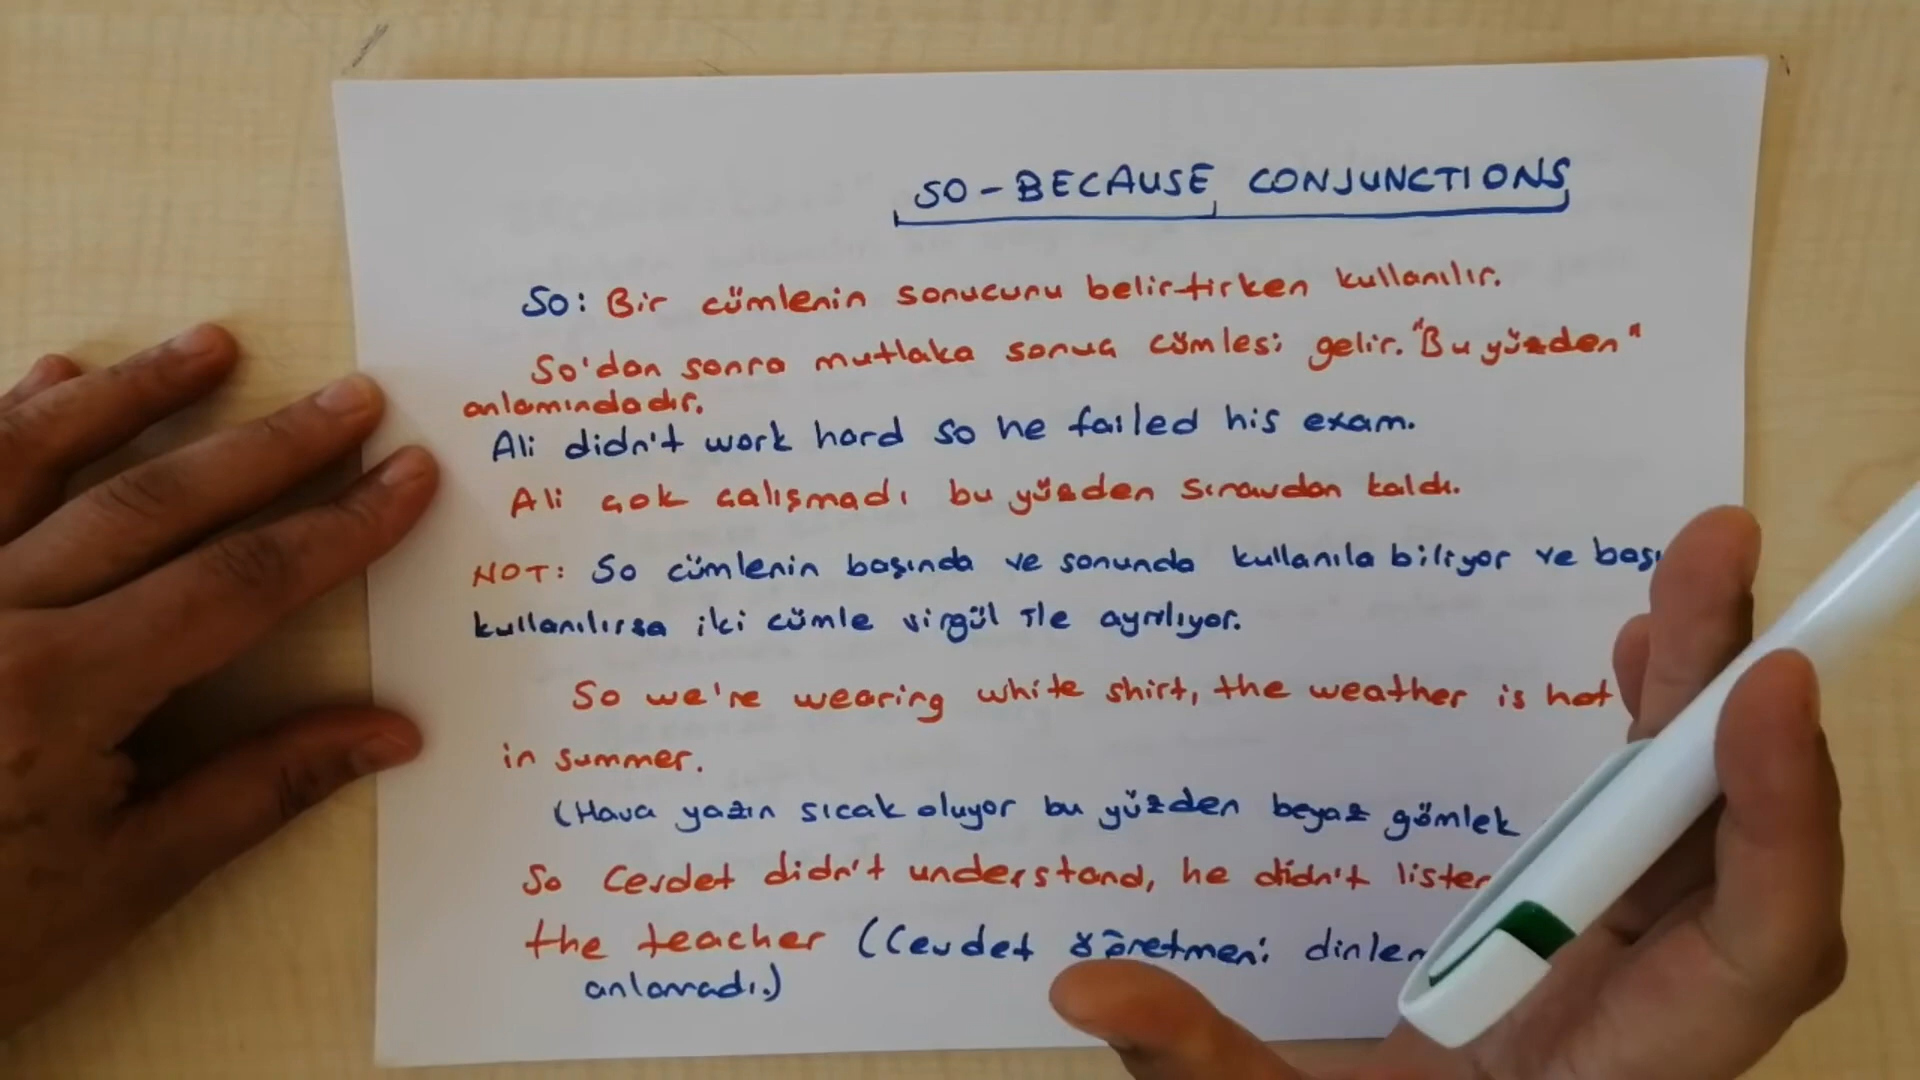 SO-BECAUSE CONJUNCTIONS
So: Bir cümlenin sonucunu belirtirken kullanılır.
So'dan sonra mutlaka sonuç cümlesi gelir. "Bu yüzden"
anlamındadır.
Ali didn't work hard so he failed his exam.
Ali çok çalışmadı bu yüzden sınavdan kaldı.
NOT: So cümlenin başında ve sonunda kullanıla biliyor ve
kullanılırsa iki cümle virgül ile ayrılıyor.
So we're wearing white shirt, the weather is hot
in summer.
(Hava yazın sıcak oluyor bu yüzden beyaz gömlek
So Cevdet didn't understand, he didn't
the teacher (Cevdet öğretmeni
anlamadı.)